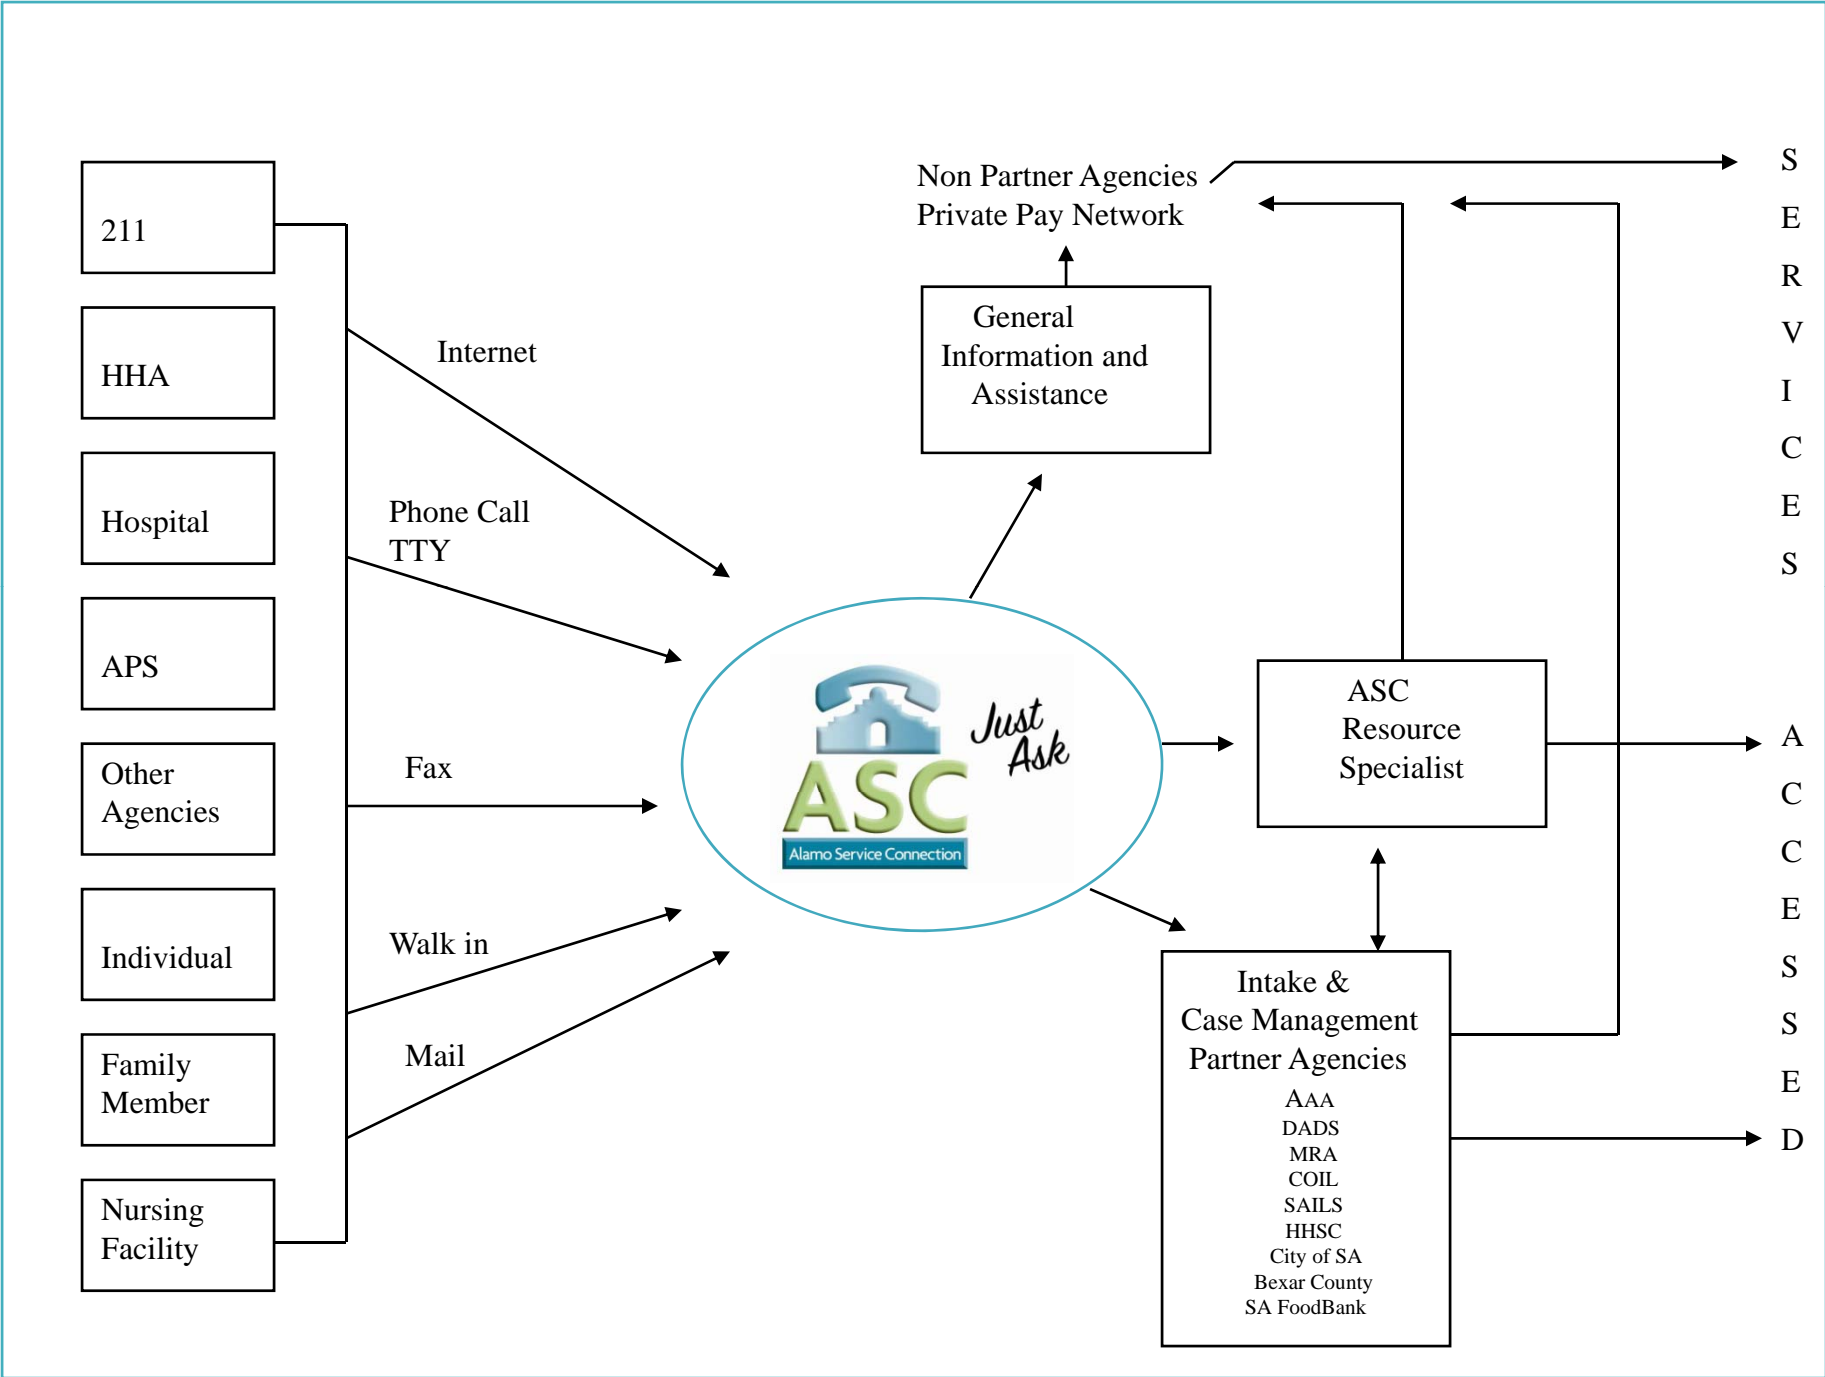 211
HHA
Hospital
APS
Other
Agencies
Individual
Family
Member
Nursing
Facility
Internet
Phone Call
TTY
Fax
Walk in
Mail
Just
Ask
ASC
Alamo Service Connection
Non Partner Agencies
Private Pay Network
General
Information and
Assistance
ASC
Resource
Specialist
Intake &
Case Management
Partner Agencies
AAA
DADS
MRA
COIL
SAILS
HHSC
City of SA
Bexar County
SA FoodBank
S
E
R
V
I
C
E
S
A
C
C
E
S
S
E
D